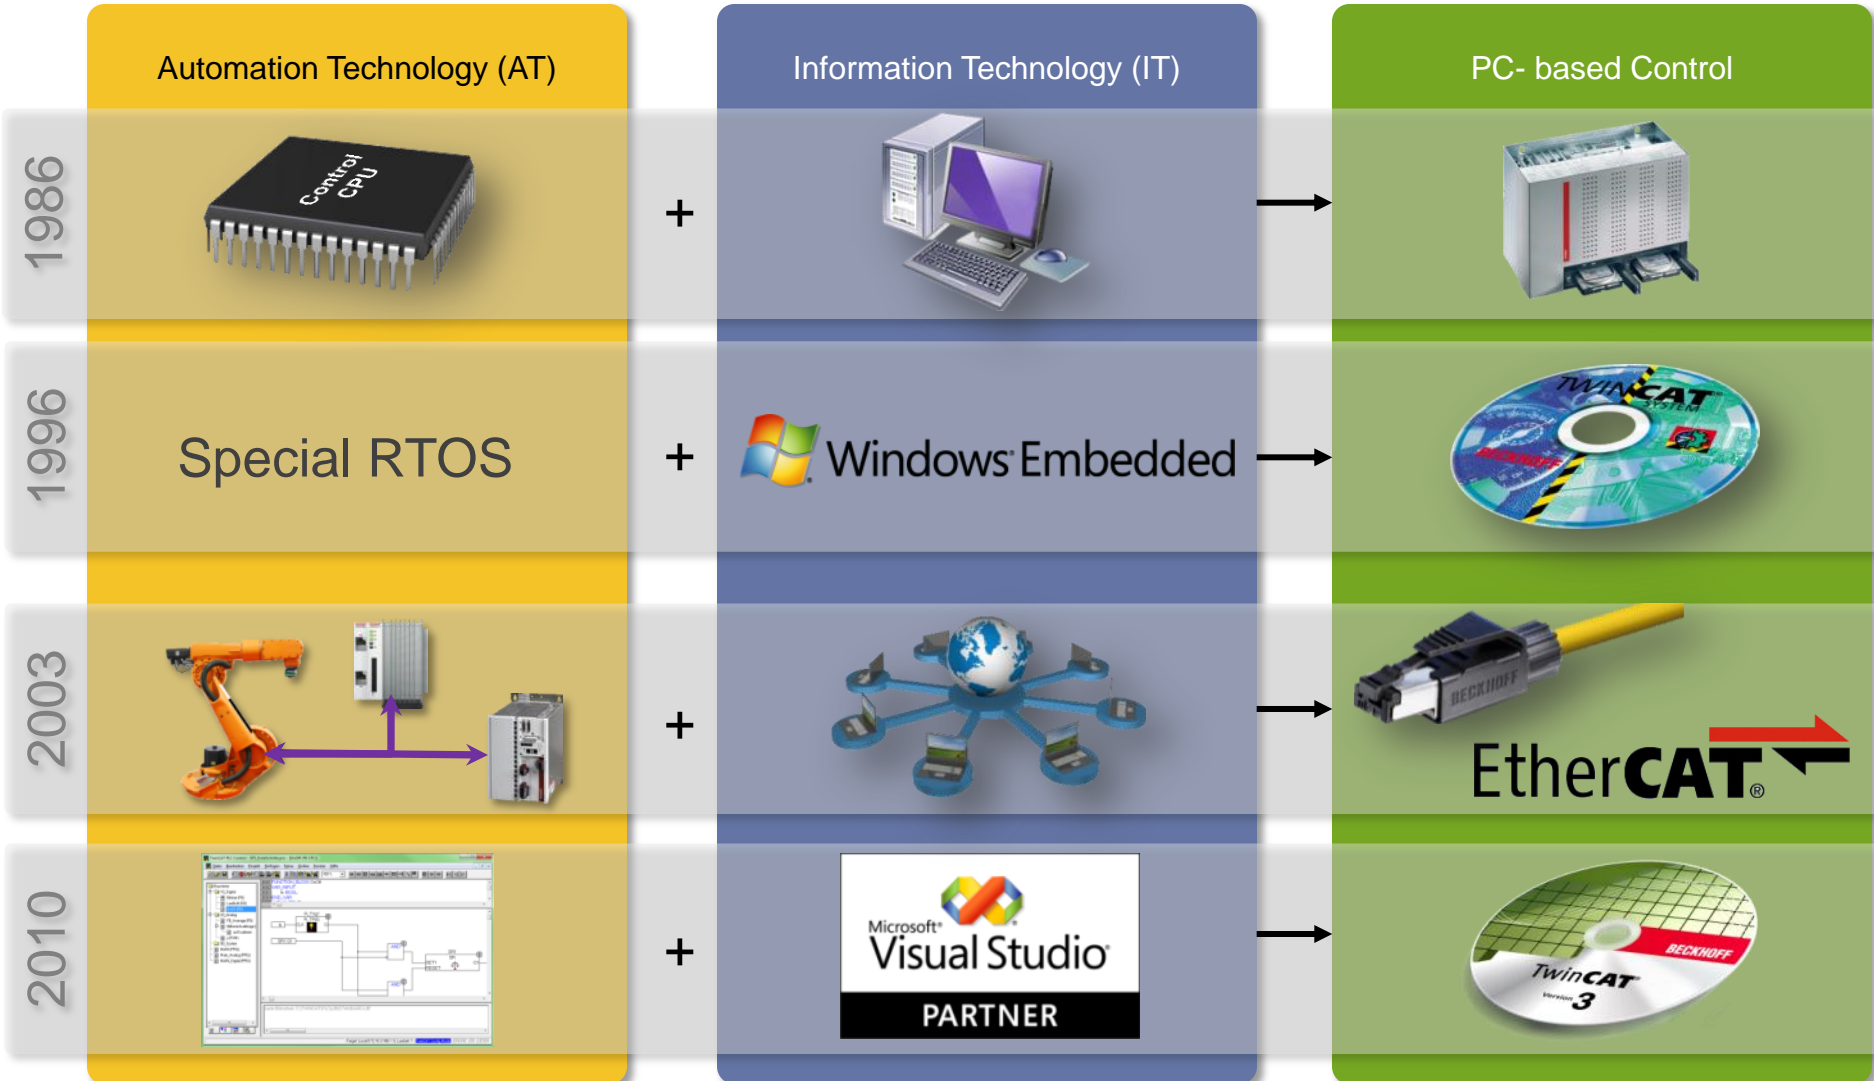 Automation Technology (AT)
Information Technology (IT)
PC- based Control
1986
Control
CPU
+
1996
Special RTOS
+
Windows® Embedded
TWINCAT®
SYSTEM
BECKHOFF
2003
+
BECKHOFF
EtherCAT®
2010
+
Microsoft®
Visual Studio®
PARTNER
BECKHOFF
TwinCAT®
Version 3